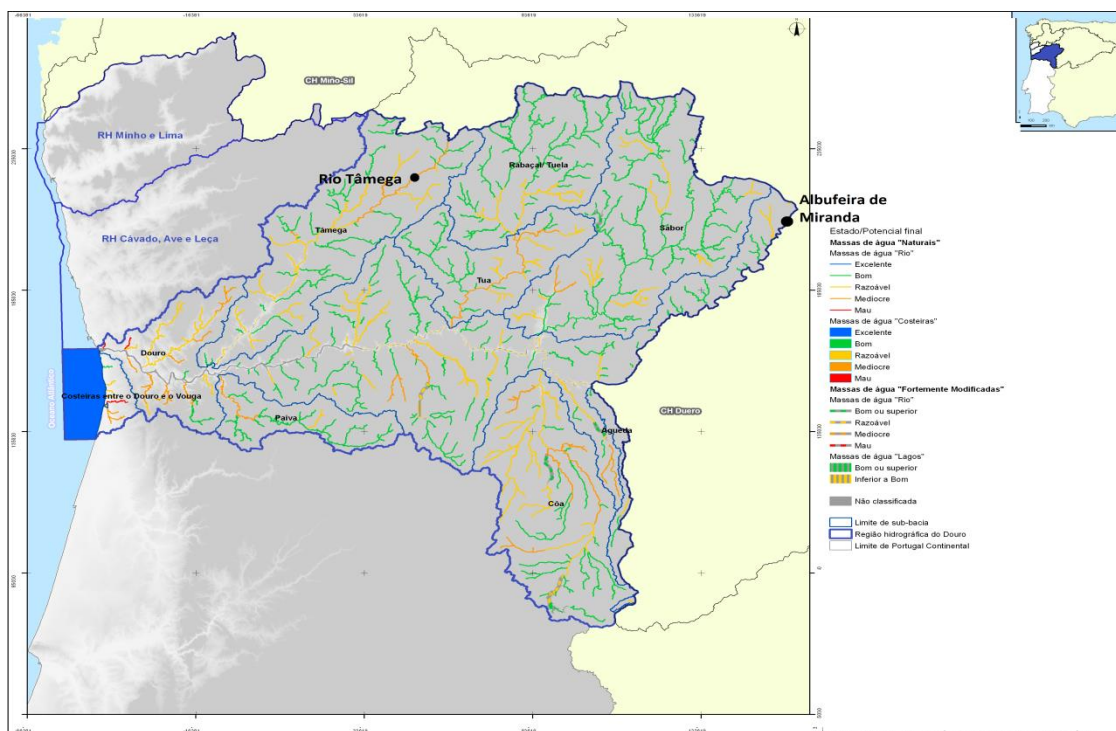 CH Miño-Sil
RH Minho e Lima
Rabaçal/ Tuela
Rio Tâmega
Albufeira de
Miranda
Tâmega
Sabor
RH Cávado, Ave e Leça
Tua
Douro
Costeiras entre o Douro e o Vouga
Oceano Atlântico
Paiva
CH Duero
Águeda
Côa
Estado/Potencial final
Massas de água "Naturais"
Massas de água "Rio"
Excelente
Bom
Razoável
Medíocre
Mau
Massas de água "Costeiras"
Excelente
Bom
Razoável
Medíocre
Mau
Massas de água "Fortemente Modificadas"
Massas de água "Rio"
Bom ou superior
Razoável
Medíocre
Mau
Massas de água "Lagos"
Bom ou superior
Inferior a Bom
Não classificada
Limite de sub-bacia
Região hidrográfica do Douro
Limite de Portugal Continental